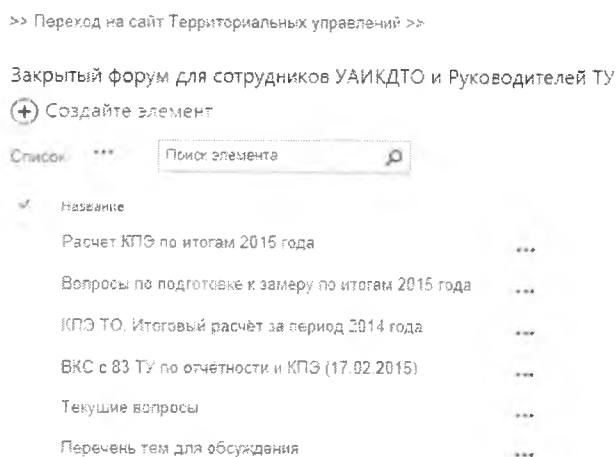 >> Переход на сайт Территориальных управлений >>
Закрытый форум для сотрудников УАИКДТО и Руководителей ТУ
Создайте элемент
Список ...
Поиск элемента
Название
Расчет КПЭ по итогам 2015 года ...
Вопросы по подготовке к замеру по итогам 2015 года ...
КПЭ ТО. Итоговый расчёт за период 2014 года ...
ВКС с 83 ТУ по отчётности и КПЭ (17.02.2015) ...
Текущие вопросы ...
Перечень тем для обсуждения ...